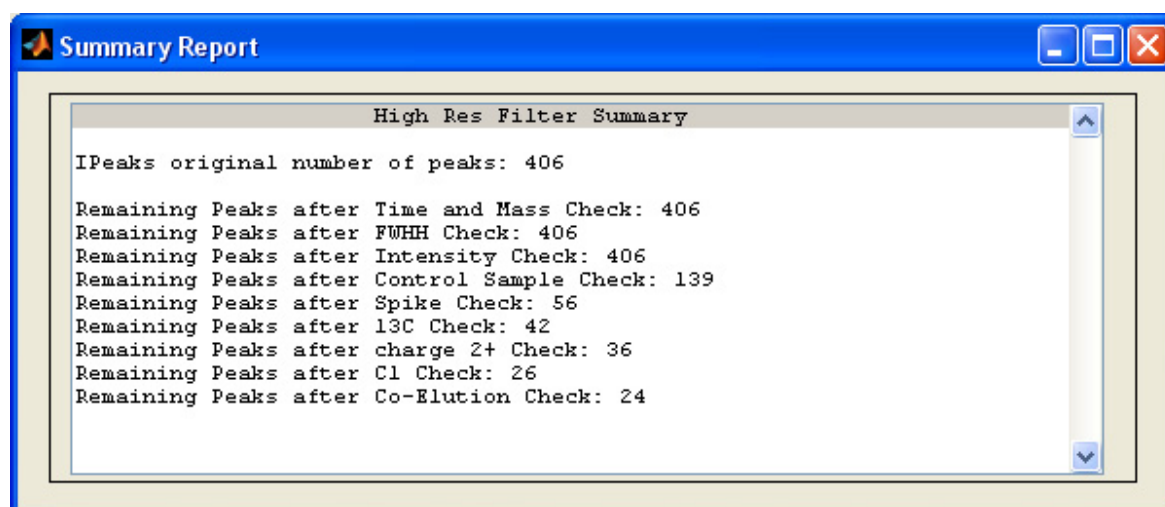 Summary Report
High Res Filter Summary
IPeaks original number of peaks: 406
Remaining Peaks after Time and Mass Check: 406
Remaining Peaks after FWHH Check: 406
Remaining Peaks after Intensity Check: 406
Remaining Peaks after Control Sample Check: 139
Remaining Peaks after Spike Check: 56
Remaining Peaks after 13C Check: 42
Remaining Peaks after charge 2+ Check: 36
Remaining Peaks after Cl Check: 26
Remaining Peaks after Co-Elution Check: 24